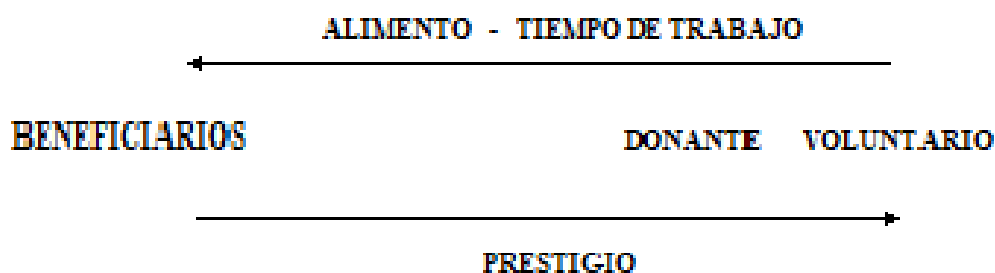 ALIMENTO - TIEMPO DE TRABAJO
BENEFICIARIOS DONANTE VOLUNTARIO
PRESTIGIO